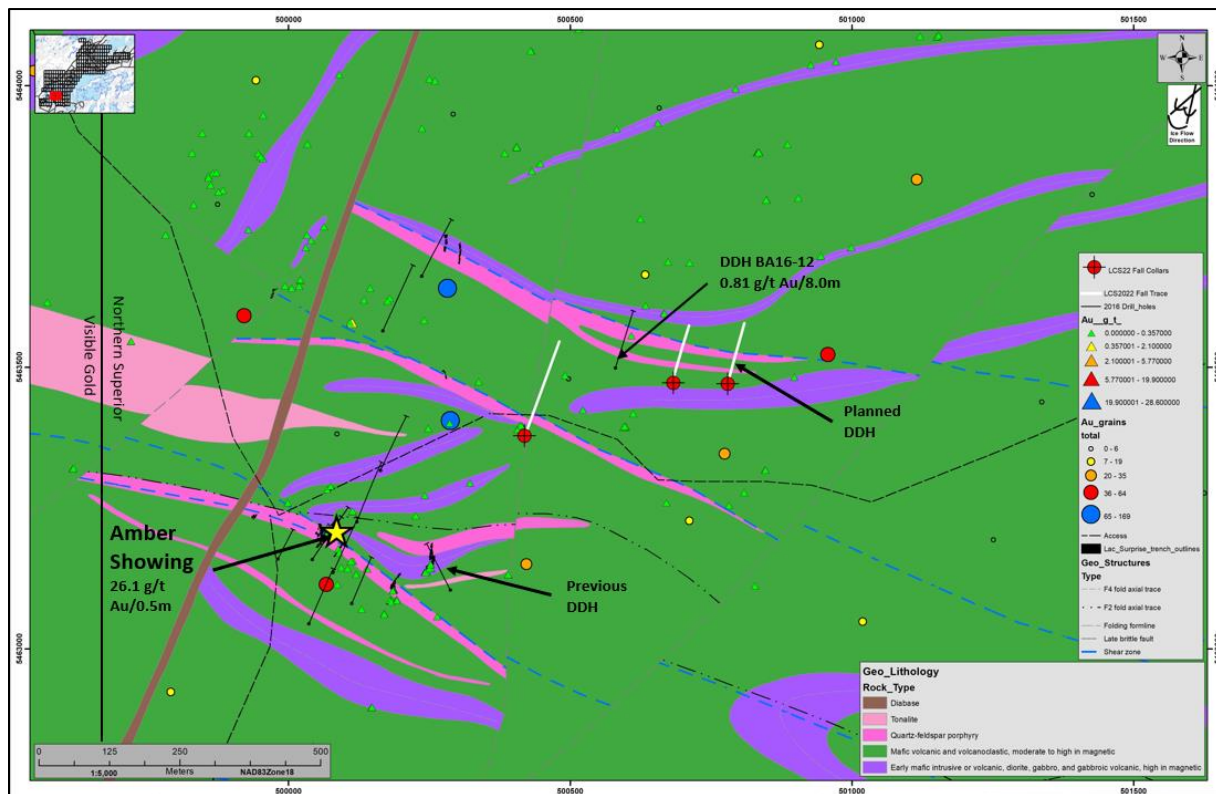 500000
500500
501000
501500
N
W E
S
Ice Flow
Direction
5464000
DDH BA16-12
0.81 g/t Au/8.0m
Northern Superior
Visible Gold
5463500
Planned
DDH
Amber
Showing
26.1 g/t
Au/0.5m
Previous
DDH
5463000
LCS22 Fall Collars
LCS2022 Fall Trace
2016 Drill_holes
Au__g_t_
0.000000 - 0.357000
0.357001 - 2.100000
2.100001 - 5.770000
5.770001 - 19.900000
19.900001 - 28.600000
Au_grains
total
0 - 6
7 - 19
20 - 35
36 - 64
65 - 169
Access
Lac_Surprise_trench_outlines
Geo_Structures
Type
F4 fold axial trace
F2 fold axial trace
Folding formline
Late brittle fault
Shear zone
Geo_Lithology
Rock_Type
Diabase
Tonalite
Quartz-feldspar porphyry
Mafic volcanic and volcanoclastic, moderate to high in magnetic
Early mafic intrusive or volcanic, diorite, gabbro, and gabbroic volcanic, high in magnetic
0 125 250 500
Meters
1:5,000
NAD83Zone18
500000
500500
501000
501500